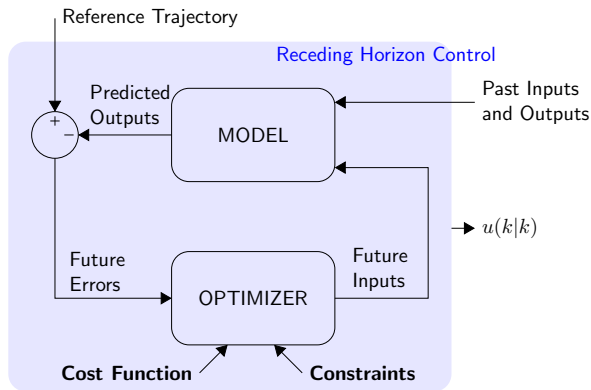 Reference Trajectory
Receding Horizon Control
Predicted
Outputs
Past Inputs
and Outputs
+
−
MODEL
u(k|k)
Future
Errors
Future
Inputs
OPTIMIZER
Cost Function
Constraints